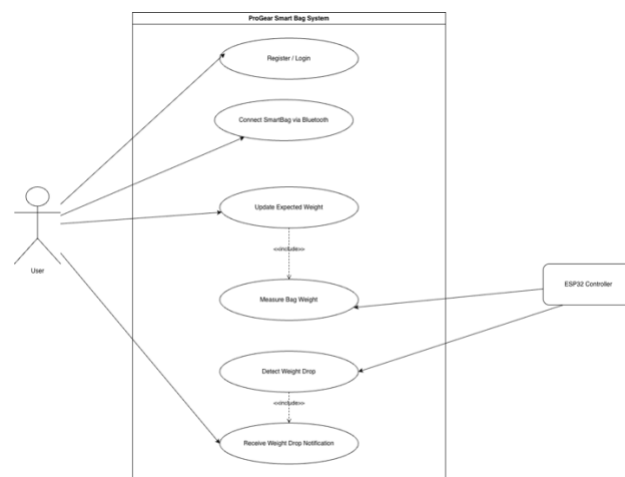 ProGear Smart Bag System
Register / Login
Connect SmartBag via Bluetooth
Update Expected Weight
<<include>>
User
ESP32 Controller
Measure Bag Weight
Detect Weight Drop
<<include>>
Receive Weight Drop Notification